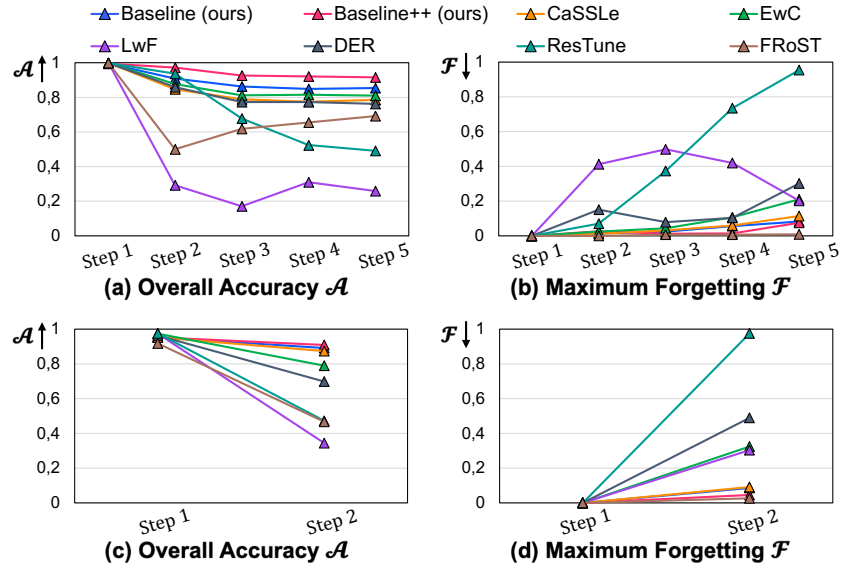 Baseline (ours) Baseline++ (ours) CaSSLe EwC
LwF DER ResTune FRoST
𝒜↑ ℱ↓
1 1
0,8 0,8
0,6 0,6
0,4 0,4
0,2 0,2
0 0
Step 1 Step 2 Step 3 Step 4 Step 5 Step 1 Step 2 Step 3 Step 4 Step 5
(a) Overall Accuracy 𝒜 (b) Maximum Forgetting ℱ
𝒜↑ ℱ↓
1 1
0,8 0,8
0,6 0,6
0,4 0,4
0,2 0,2
0 0
Step 1 Step 2 Step 1 Step 2
(c) Overall Accuracy 𝒜 (d) Maximum Forgetting ℱ